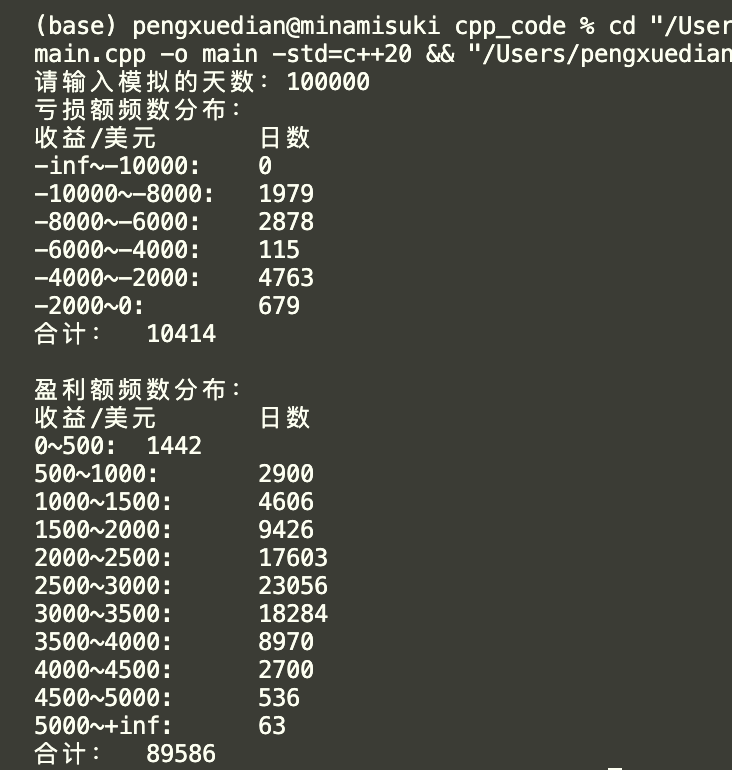 (base) pengxuedian@minamisuki cpp_code % cd "/User
main.cpp -o main -std=c++20 && "/Users/pengxuedian
请输入模拟的天数: 100000
亏损额频数分布:
收益/美元 日数
-inf~-10000: 0
-10000~-8000: 1979
-8000~-6000: 2878
-6000~-4000: 115
-4000~-2000: 4763
-2000~0: 679
合计: 10414
盈利额频数分布:
收益/美元 日数
0~500: 1442
500~1000: 2900
1000~1500: 4606
1500~2000: 9426
2000~2500: 17603
2500~3000: 23056
3000~3500: 18284
3500~4000: 8970
4000~4500: 2700
4500~5000: 536
5000~+inf: 63
合计: 89586